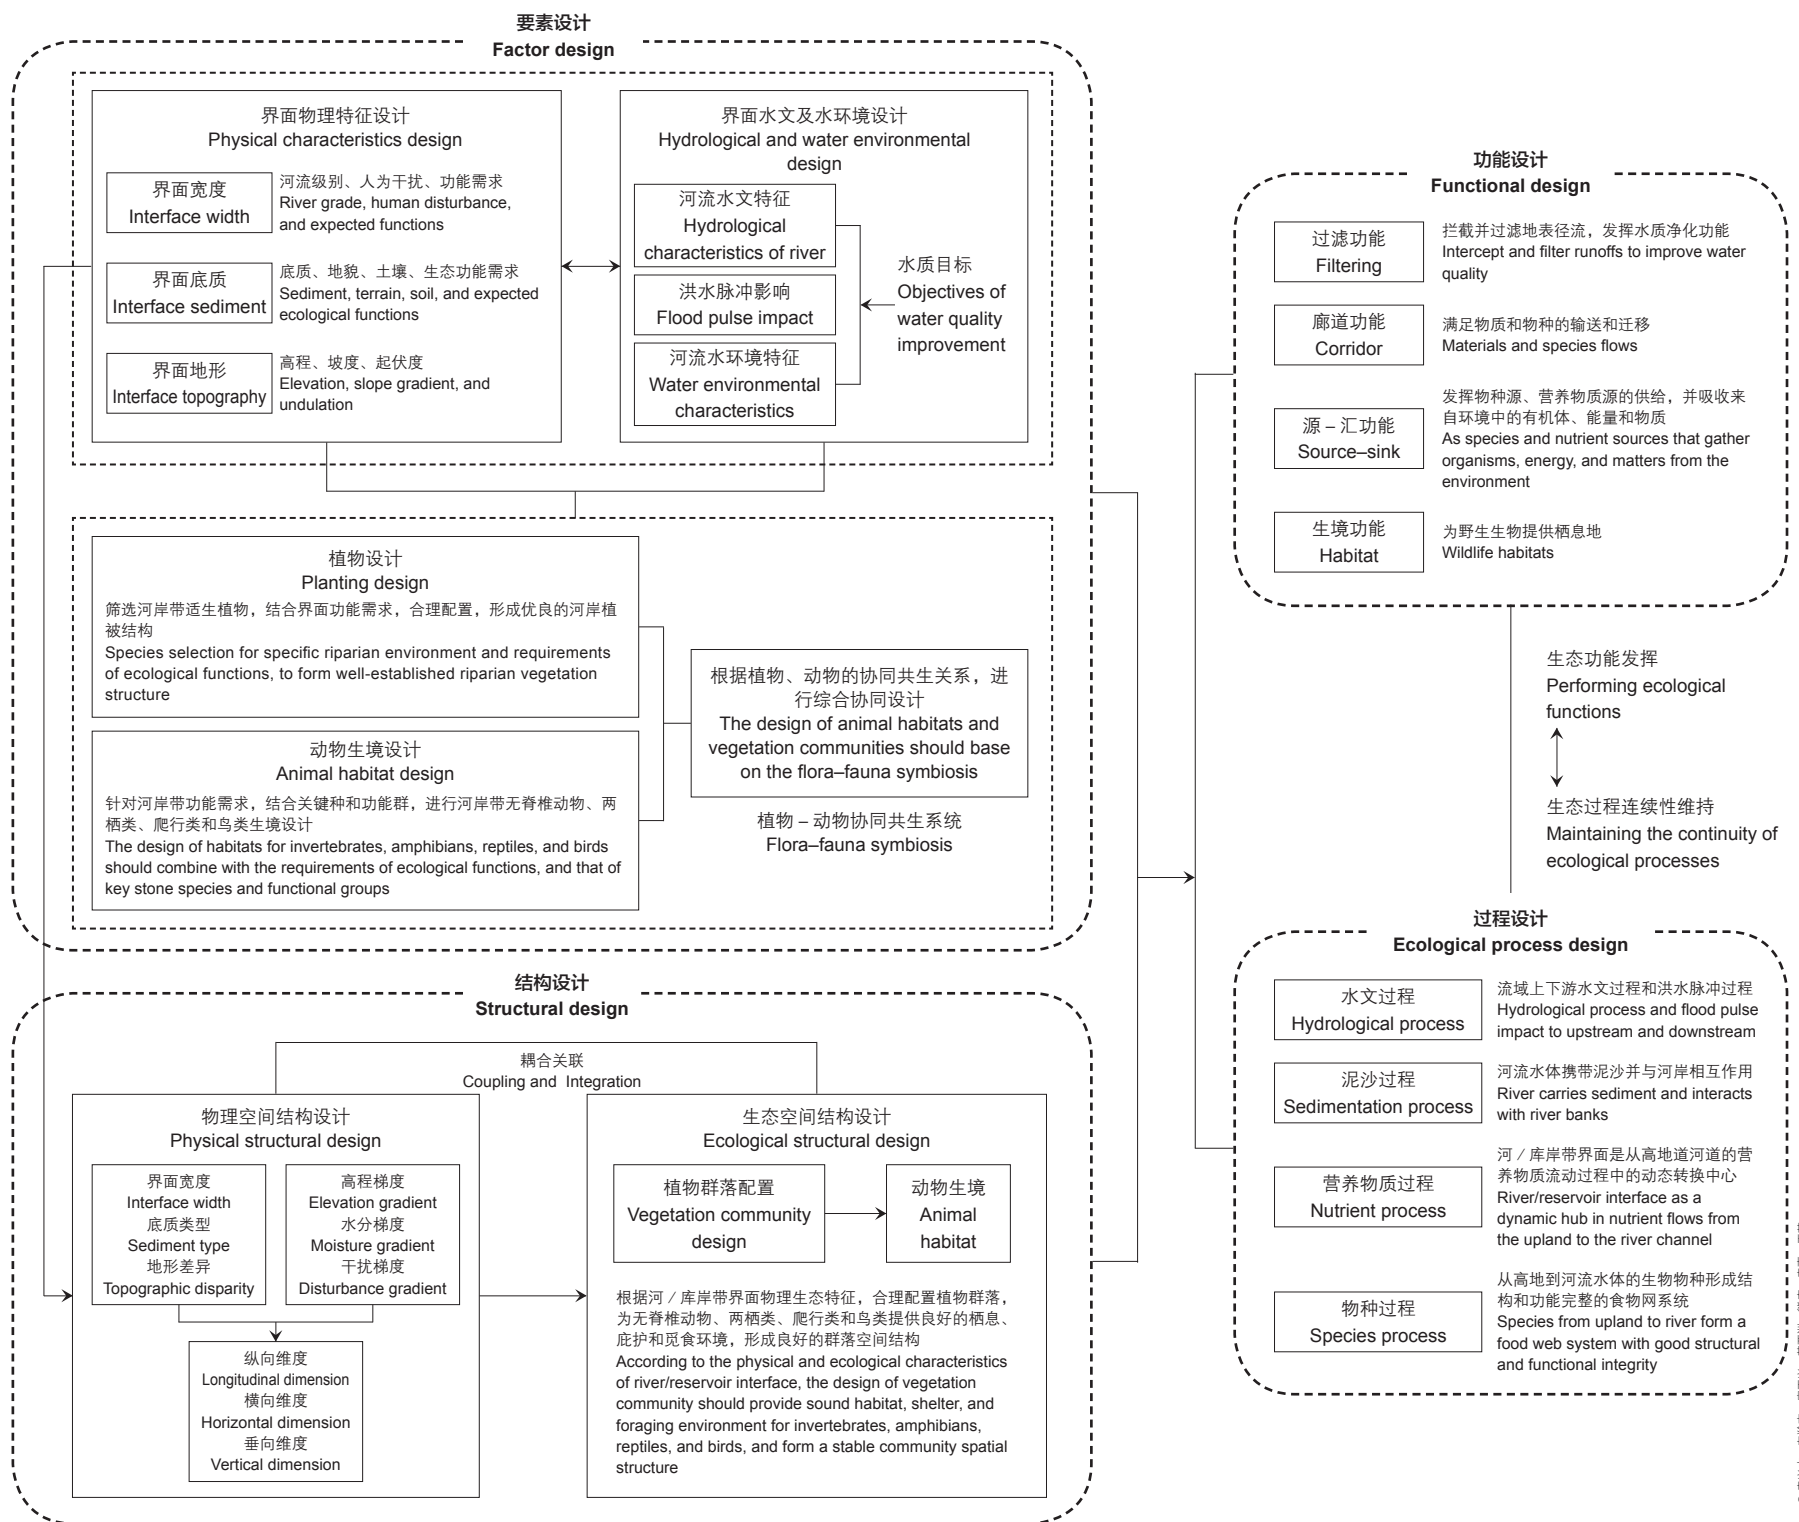 要素设计
Factor design
界面物理特征设计
Physical characteristics design
界面宽度
Interface width
河流级别、人为干扰、功能需求
River grade, human disturbance,
and expected functions
界面底质
Interface sediment
底质、地貌、土壤、生态功能需求
Sediment, terrain, soil, and expected
ecological functions
界面地形
Interface topography
高程、坡度、起伏度
Elevation, slope gradient, and
undulation
界面水文及水环境设计
Hydrological and water environmental
design
河流水文特征
Hydrological
characteristics of river
洪水脉冲影响
Flood pulse impact
河流水环境特征
Water environmental
characteristics
水质目标
Objectives of
water quality
improvement
植物设计
Planting design
筛选河岸带适生植物，结合界面功能需求，合理配置，形成优良的河岸植
被结构
Species selection for specific riparian environment and requirements
of ecological functions, to form well-established riparian vegetation
structure
动物生境设计
Animal habitat design
针对河岸带功能需求，结合关键种和功能群，进行河岸带无脊椎动物、两
栖类、爬行类和鸟类生境设计
The design of habitats for invertebrates, amphibians, reptiles, and birds
should combine with the requirements of ecological functions, and that of
key stone species and functional groups
根据植物、动物的协同共生关系，进
行综合协同设计
The design of animal habitats and
vegetation communities should base
on the flora–fauna symbiosis
植物 – 动物协同共生系统
Flora–fauna symbiosis
结构设计
Structural design
耦合关联
Coupling and Integration
物理空间结构设计
Physical structural design
界面宽度
Interface width
底质类型
Sediment type
地形差异
Topographic disparity
高程梯度
Elevation gradient
水分梯度
Moisture gradient
干扰梯度
Disturbance gradient
纵向维度
Longitudinal dimension
横向维度
Horizontal dimension
垂向维度
Vertical dimension
生态空间结构设计
Ecological structural design
植物群落配置
Vegetation community
design
动物生境
Animal
habitat
根据河 / 库岸带界面物理生态特征，合理配置植物群落，
为无脊椎动物、两栖类、爬行类和鸟类提供良好的栖息、
庇护和觅食环境，形成良好的群落空间结构
According to the physical and ecological characteristics
of river/reservoir interface, the design of vegetation
community should provide sound habitat, shelter, and
foraging environment for invertebrates, amphibians,
reptiles, and birds, and form a stable community spatial
structure
功能设计
Functional design
过滤功能
Filtering
拦截并过滤地表径流，发挥水质净化功能
Intercept and filter runoffs to improve water
quality
廊道功能
Corridor
满足物质和物种的输送和迁移
Materials and species flows
源 – 汇功能
Source–sink
发挥物种源、营养物质源的供给，并吸收来
自环境中的有机体、能量和物质
As species and nutrient sources that gather
organisms, energy, and matters from the
environment
生境功能
Habitat
为野生生物提供栖息地
Wildlife habitats
生态功能发挥
Performing ecological
functions
生态过程连续性维持
Maintaining the continuity of
ecological processes
过程设计
Ecological process design
水文过程
Hydrological process
流域上下游水文过程和洪水脉冲过程
Hydrological process and flood pulse
impact to upstream and downstream
泥沙过程
Sedimentation process
河流水体携带泥沙并与河岸相互作用
River carries sediment and interacts
with river banks
营养物质过程
Nutrient process
河 / 库岸带界面是从高地道河道的营
养物质流动过程中的动态转换中心
River/reservoir interface as a
dynamic hub in nutrient flows from
the upland to the river channel
物种过程
Species process
从高地到河流水体的生物物种形成结
构和功能完整的食物网系统
Species from upland to river form a
food web system with good structural
and functional integrity